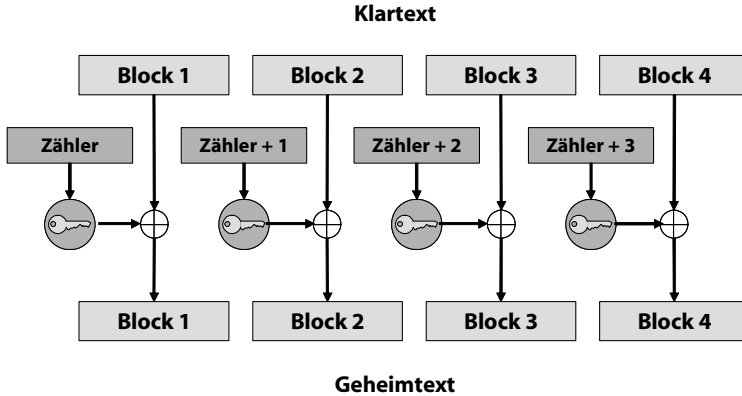 Klartext
Block 1 Block 2 Block 3 Block 4
Zähler Zähler + 1 Zähler + 2 Zähler + 3
Block 1 Block 2 Block 3 Block 4
Geheimtext